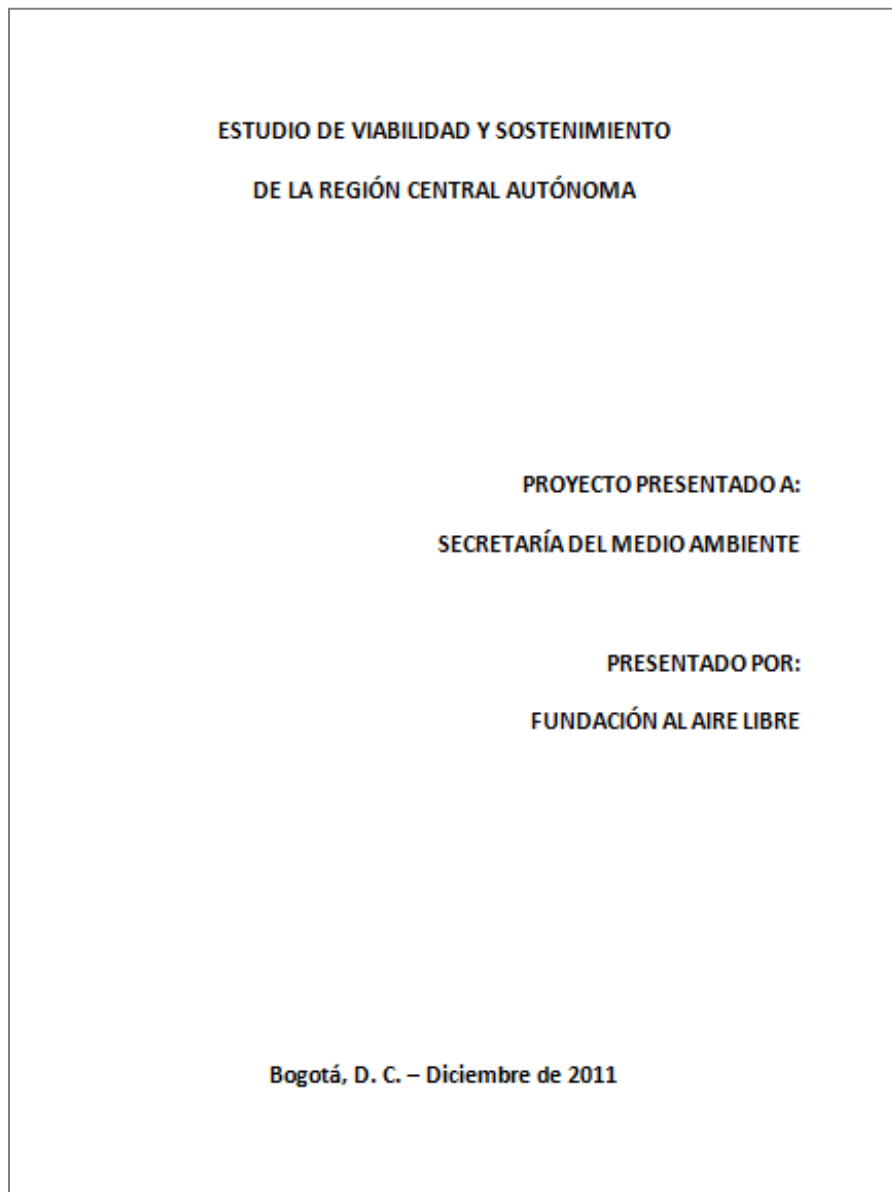 ESTUDIO DE VIABILIDAD Y SOSTENIMIENTO
DE LA REGIÓN CENTRAL AUTÓNOMA
PROYECTO PRESENTADO A:
SECRETARÍA DEL MEDIO AMBIENTE
PRESENTADO POR:
FUNDACIÓN AL AIRE LIBRE
Bogotá, D. C. – Diciembre de 2011